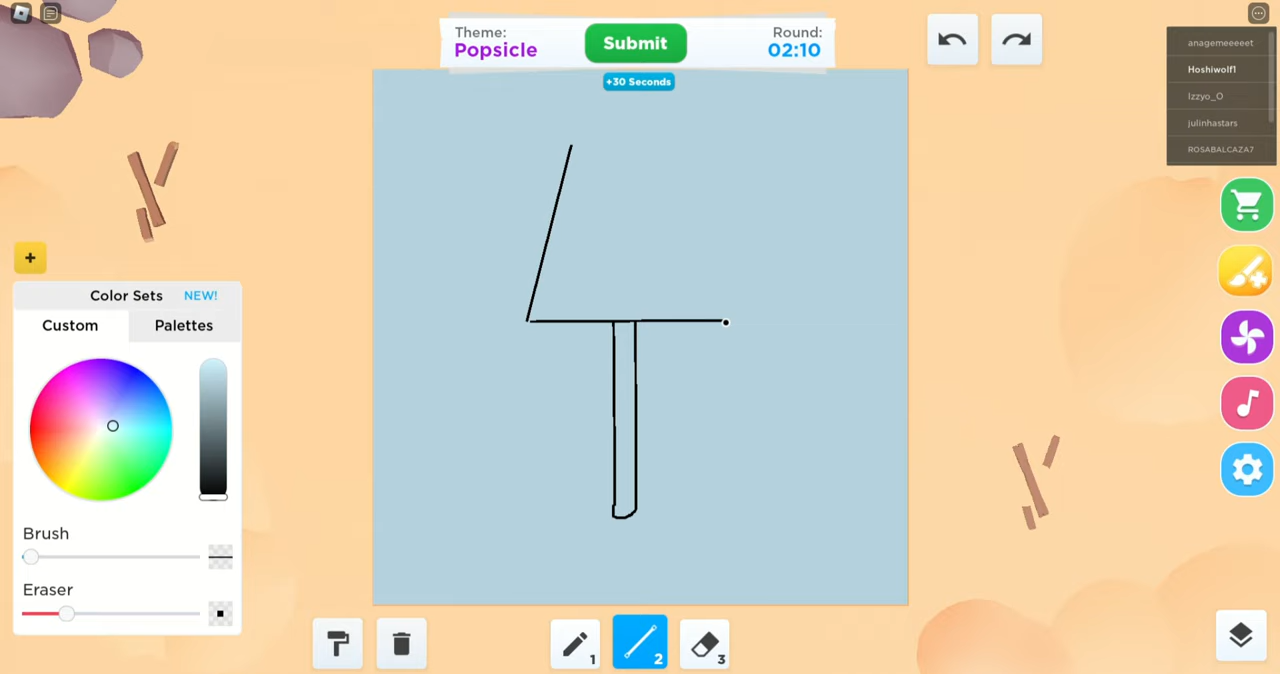 Theme:
Popsicle
Submit
Round:
02:10
+30 Seconds
anagemeeeeet
Hoshiwolf1
Izzyo_O
julinhastars
ROSABALCAZA7
+
Color Sets NEW!
Custom Palettes
Brush
Eraser
1
2
3